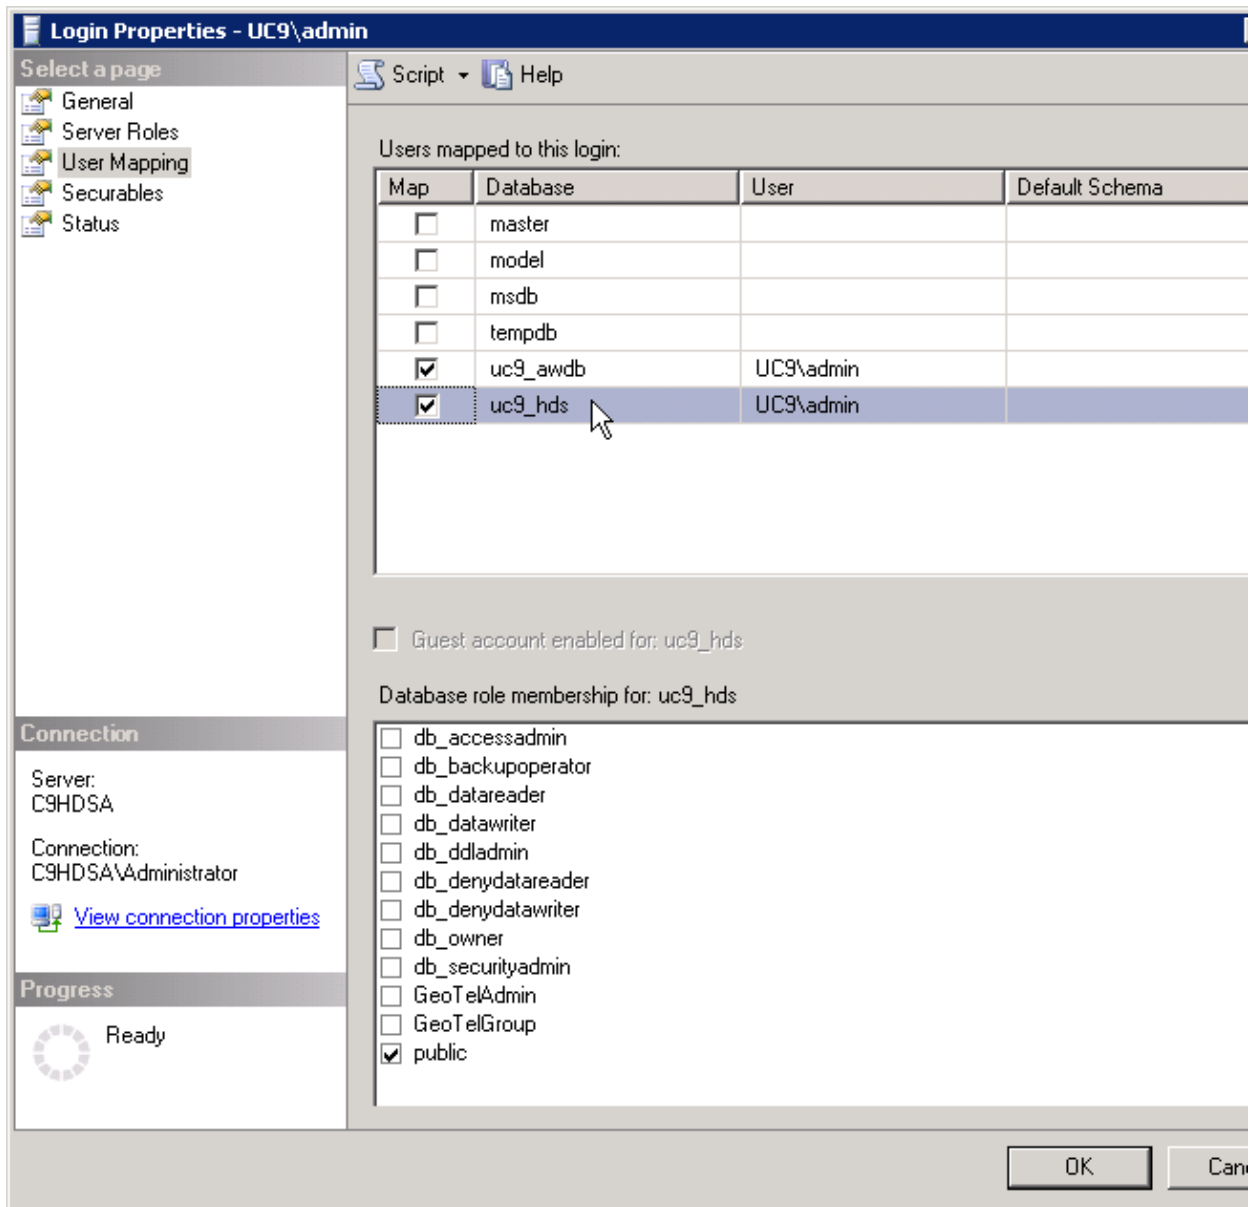 Login Properties - UC9\admin
Select a page
General
Server Roles
User Mapping
Securables
Status
Script Help
Users mapped to this login:
Map Database User Default Schema
master
model
msdb
tempdb
uc9_awdb UC9\admin
uc9_hds UC9\admin
Guest account enabled for: uc9_hds
Database role membership for: uc9_hds
db_accessadmin
db_backupoperator
db_datareader
db_datawriter
db_ddladmin
db_denydatareader
db_denydatawriter
db_owner
db_securityadmin
GeoTelAdmin
GeoTelGroup
public
Connection
Server:
C9HDSA
Connection:
C9HDSA\Administrator
View connection properties
Progress
Ready
OK